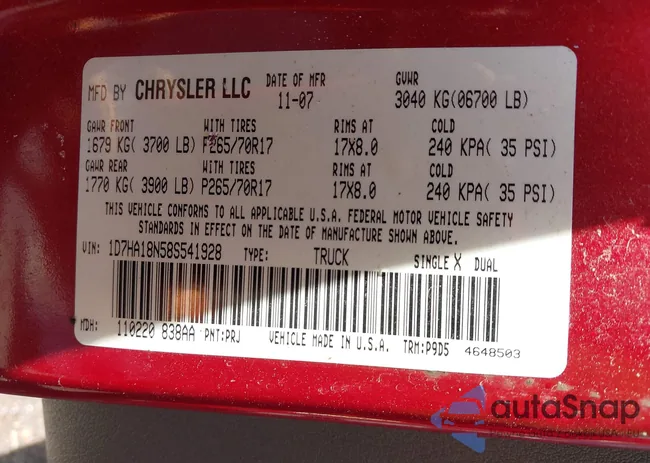 MFD BY CHRYSLER LLC DATE OF MFR 11-07 GVWR 3040 KG(06700 LB)
GAWR FRONT WITH TIRES RIMS AT COLD
1679 KG( 3700 LB) P265/70R17 17X8.0 240 KPA( 35 PSI)
GAWR REAR WITH TIRES RIMS AT COLD
1770 KG( 3900 LB) P265/70R17 17X8.0 240 KPA( 35 PSI)
THIS VEHICLE CONFORMS TO ALL APPLICABLE U.S.A. FEDERAL MOTOR VEHICLE SAFETY
STANDARDS IN EFFECT ON THE DATE OF MANUFACTURE SHOWN ABOVE.
VIN: 1D7HA18N58S541928 TYPE: TRUCK SINGLE X DUAL
MDH: 110220 838AA PNT:PRJ VEHICLE MADE IN U.S.A. TRM:P9D5 4648503
autoSnap